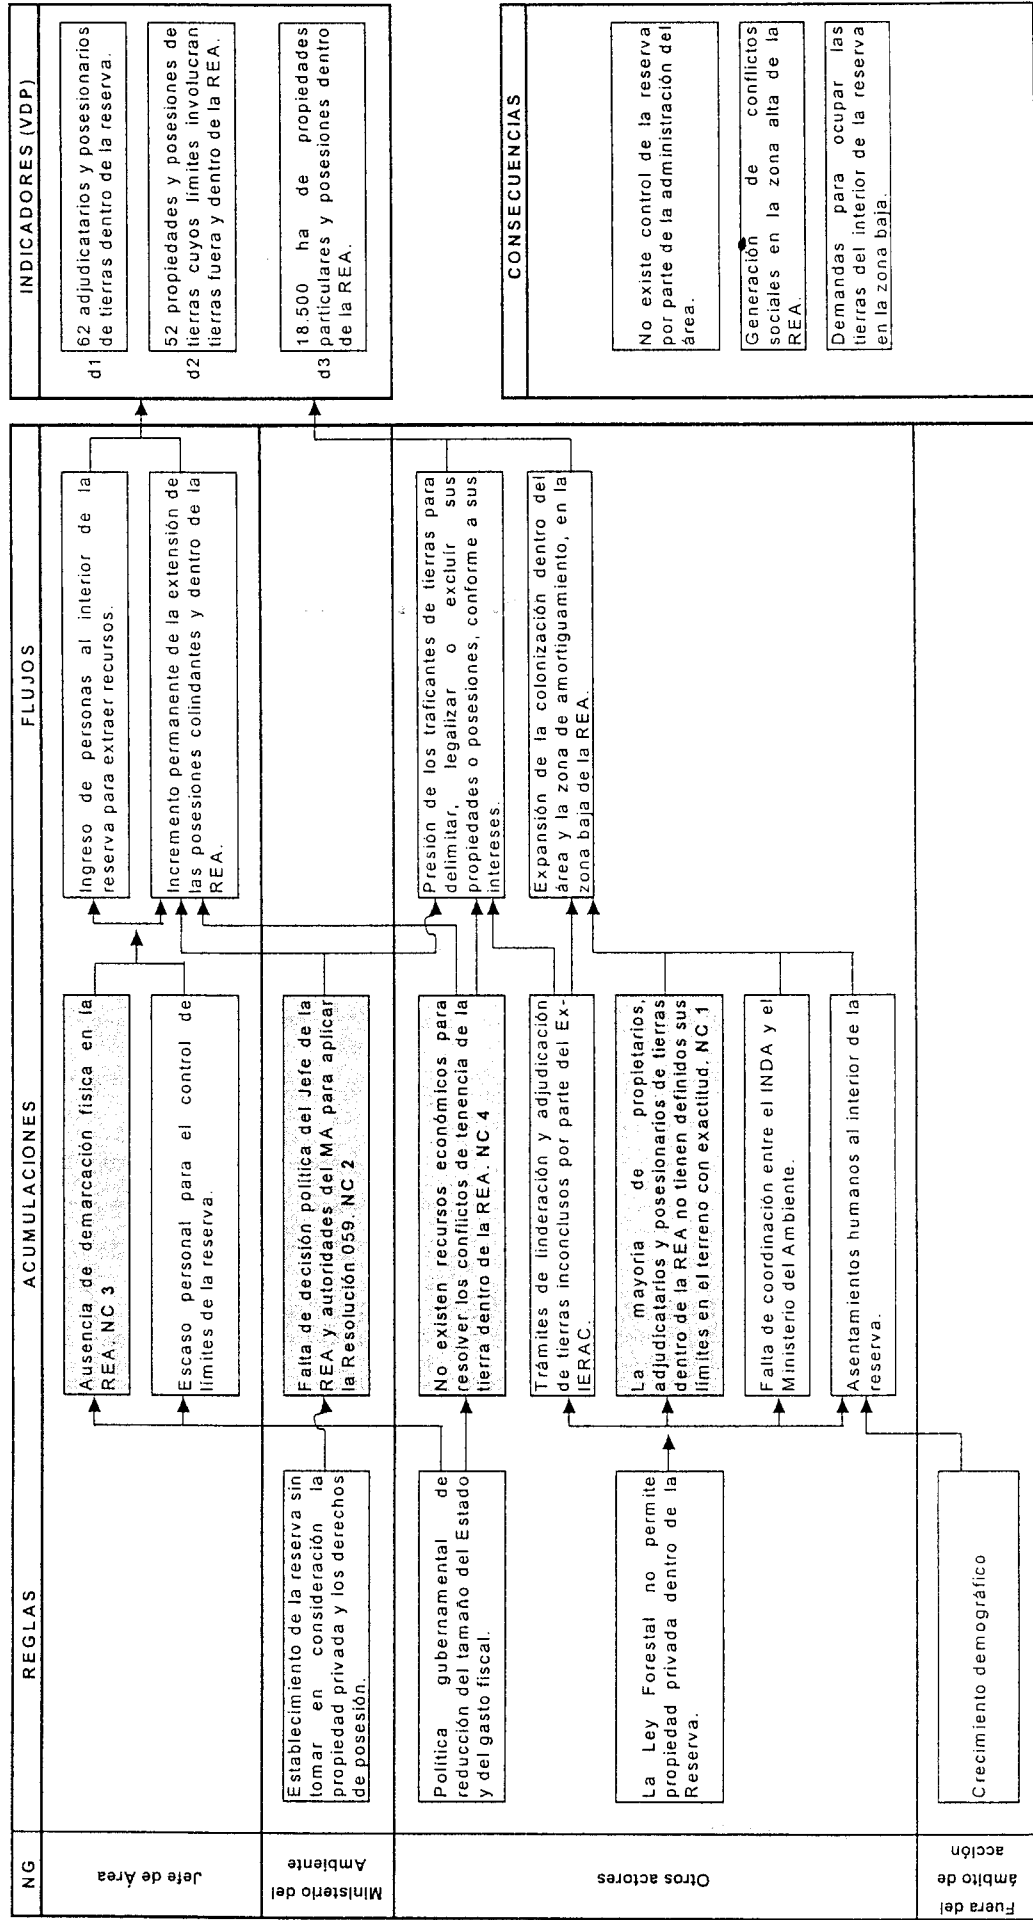 NG
REGLAS
ACUMULACIONES
FLUJOS
INDICADORES (VDP)
Jefe de Área
Ausencia de demarcación física en la
REA. NC 3
Escaso personal para el control de
límites de la reserva.
Ingreso de personas al interior de la
reserva para extraer recursos.
Incremento permanente de la extensión de
las posesiones colindantes y dentro de la
REA.
d1
62 adjudicatarios y posesionarios
de tierras dentro de la reserva.
d2
52 propiedades y posesiones de
tierras cuyos límites involucran
tierras fuera y dentro de la REA.
d3
18.500 ha de propiedades
particulares y posesiones dentro
de la REA.
Ministerio del
Ambiente
Establecimiento de la reserva sin
tomar en consideración la
propiedad privada y los derechos
de posesión.
Falta de decisión política del Jefe de la
REA y autoridades del MA para aplicar
la Resolución 059. NC 2
Otros actores
Política gubernamental de
reducción del tamaño del Estado
y del gasto fiscal.
La Ley Forestal no permite
propiedad privada dentro de la
Reserva.
No existen recursos económicos para
resolver los conflictos de tenencia de la
tierra dentro de la REA. NC 4
Trámites de linderación y adjudicación
de tierras inconclusos por parte del Ex-
IERAC.
La mayoria de propietarios,
adjudicatarios y posesionarios de tierras
dentro de la REA no tienen definidos sus
límites en el terreno con exactitud. NC 1
Falta de coordinación entre el INDA y el
Ministerio del Ambiente.
Asentamientos humanos al interior de la
reserva.
Presión de los traficantes de tierras para
delimitar, legalizar o excluir sus
propiedades o posesiones, conforme a sus
intereses.
Expansión de la colonización dentro del
área y la zona de amortiguamiento, en la
zona baja de la REA.
Fuera del
ámbito de
acción
Crecimiento demográfico
CONSECUENCIAS
No existe control de la reserva
por parte de la administración del
área.
Generación de conflictos
sociales en la zona alta de la
REA.
Demandas para ocupar las
tierras del interior de la reserva
en la zona baja.